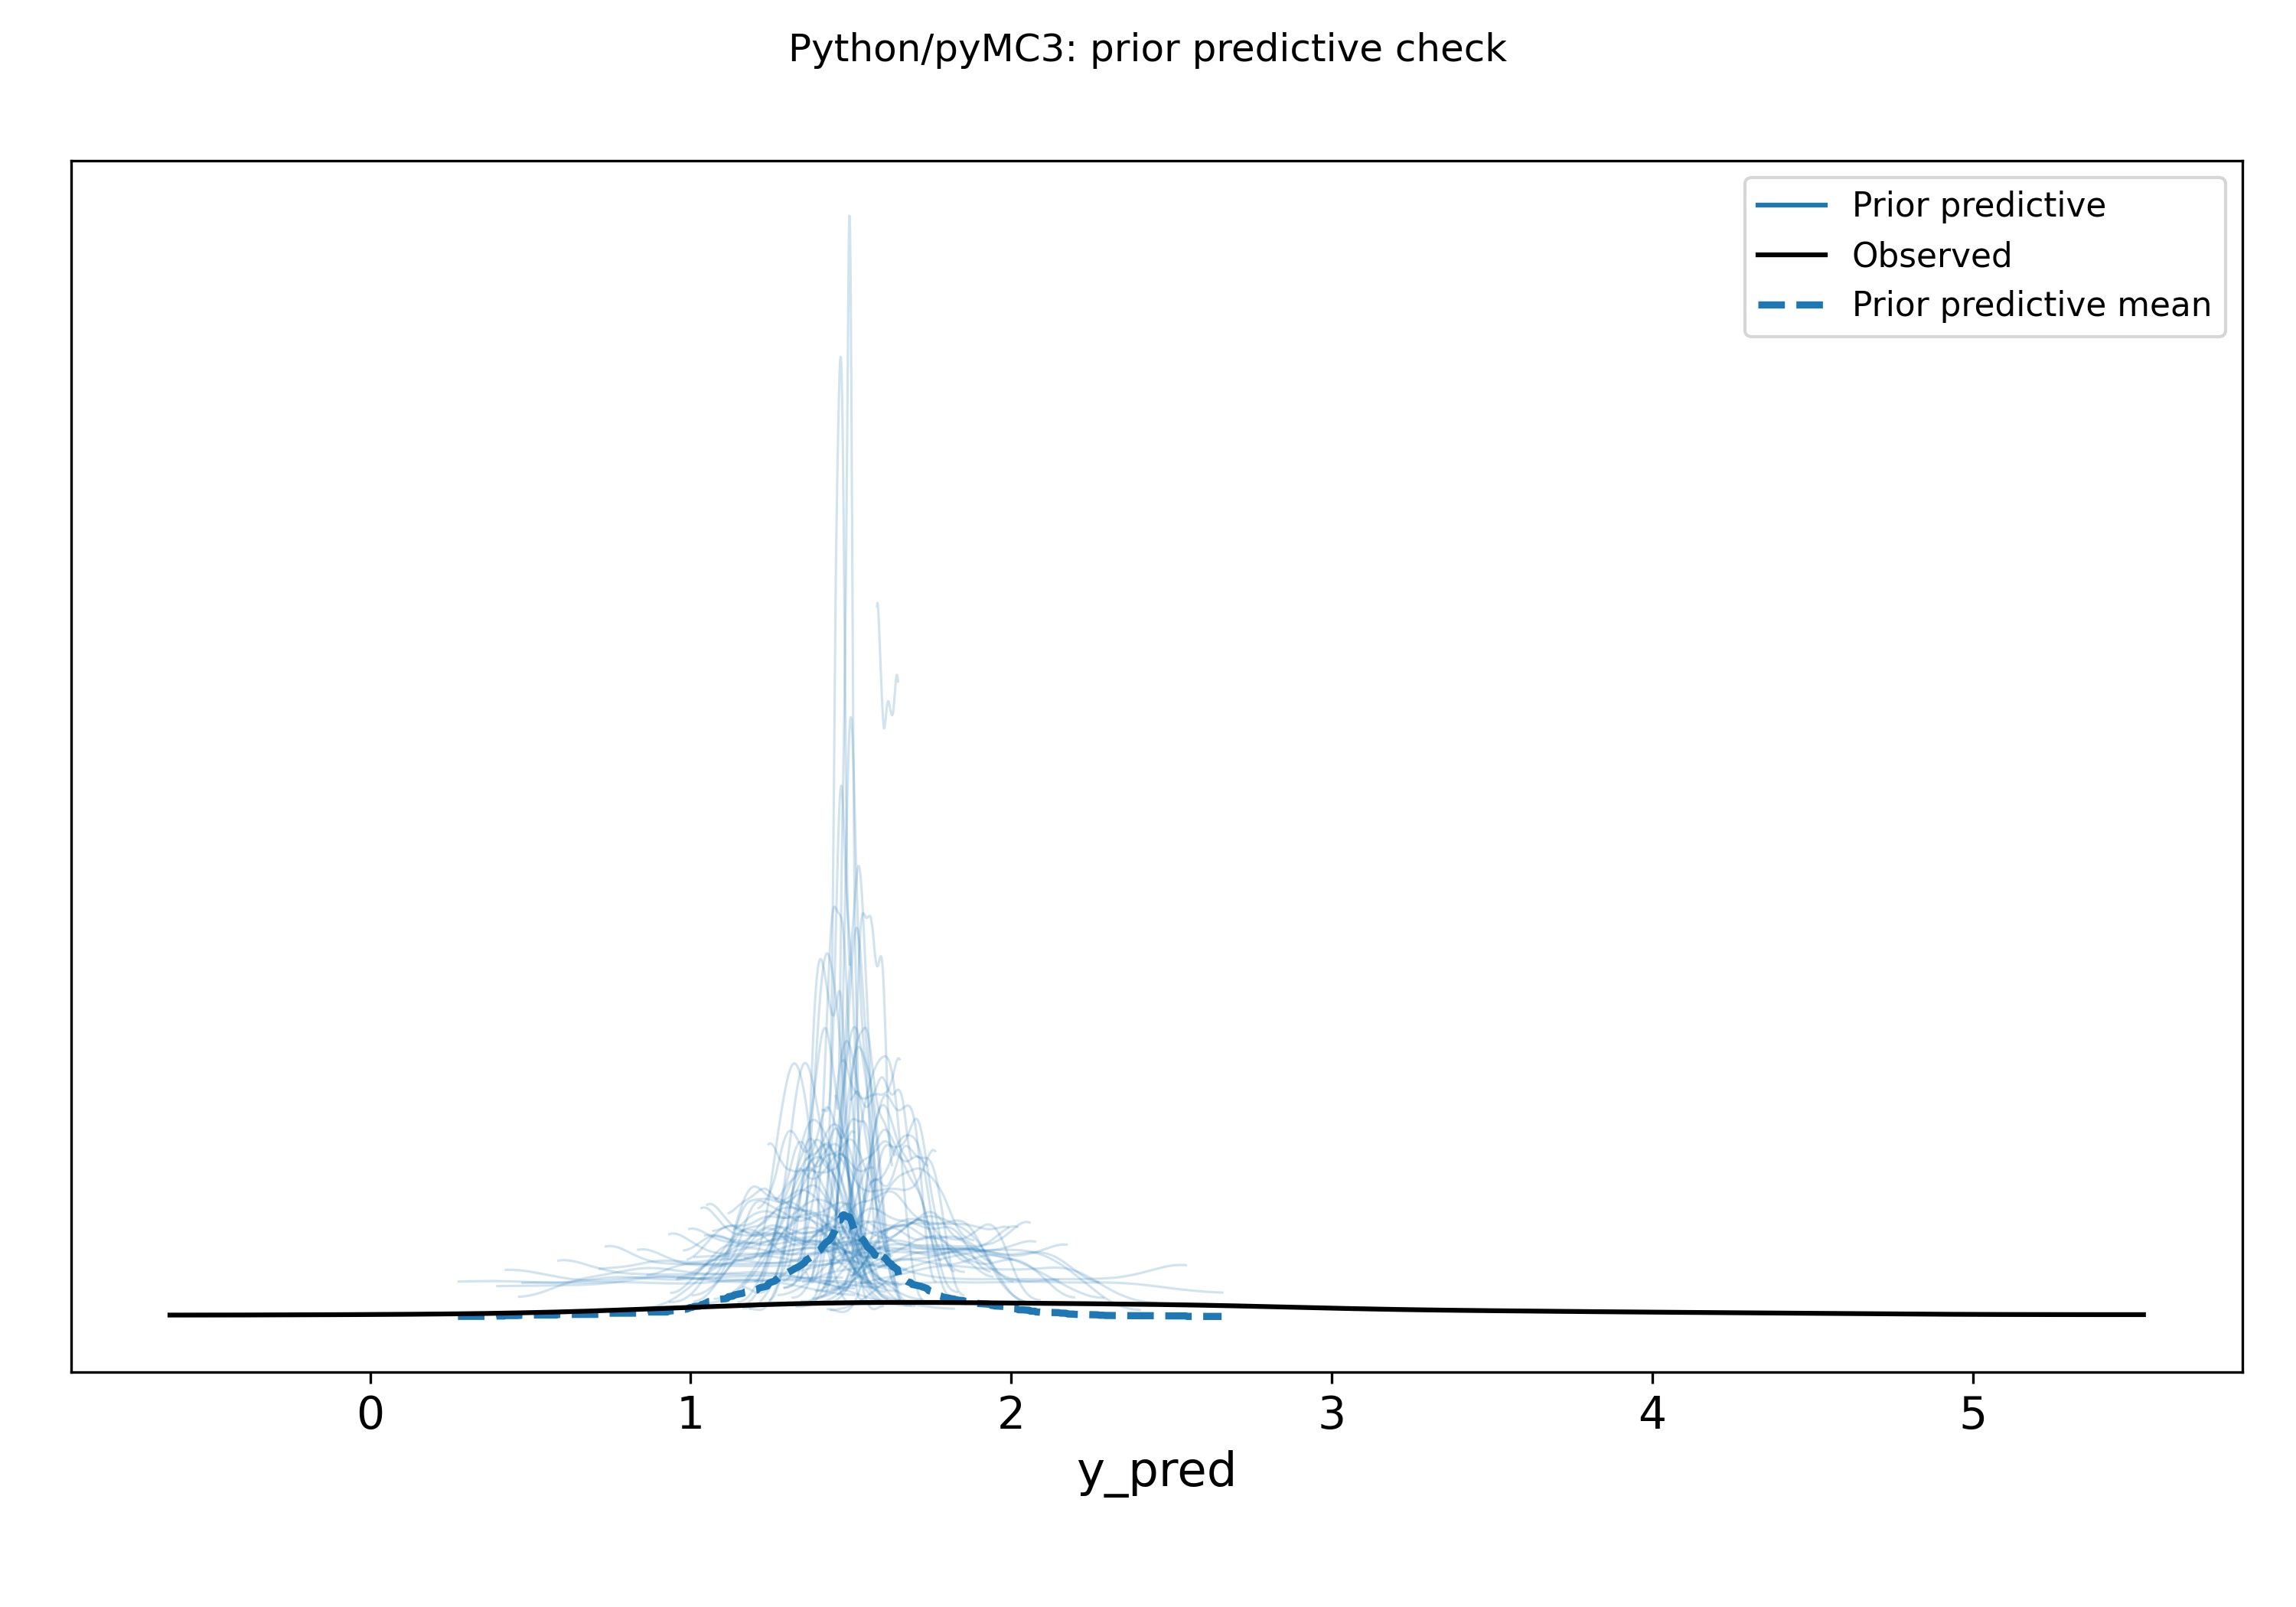 Python/pyMC3: prior predictive check
Prior predictive
Observed
Prior predictive mean
0 1 2 3 4 5
y_pred